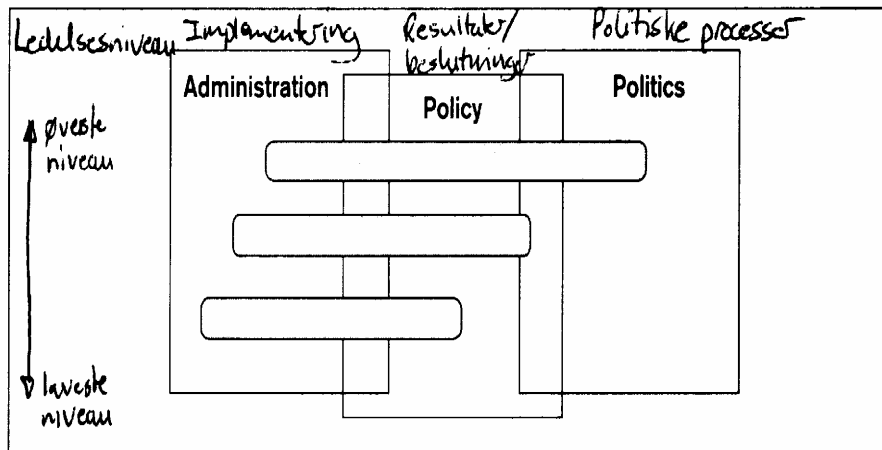 Ledelsesniveau
Implementering
Resultater/
beslutninger
Politiske processer
Administration
Policy
Politics
Øverste
niveau
laveste
niveau